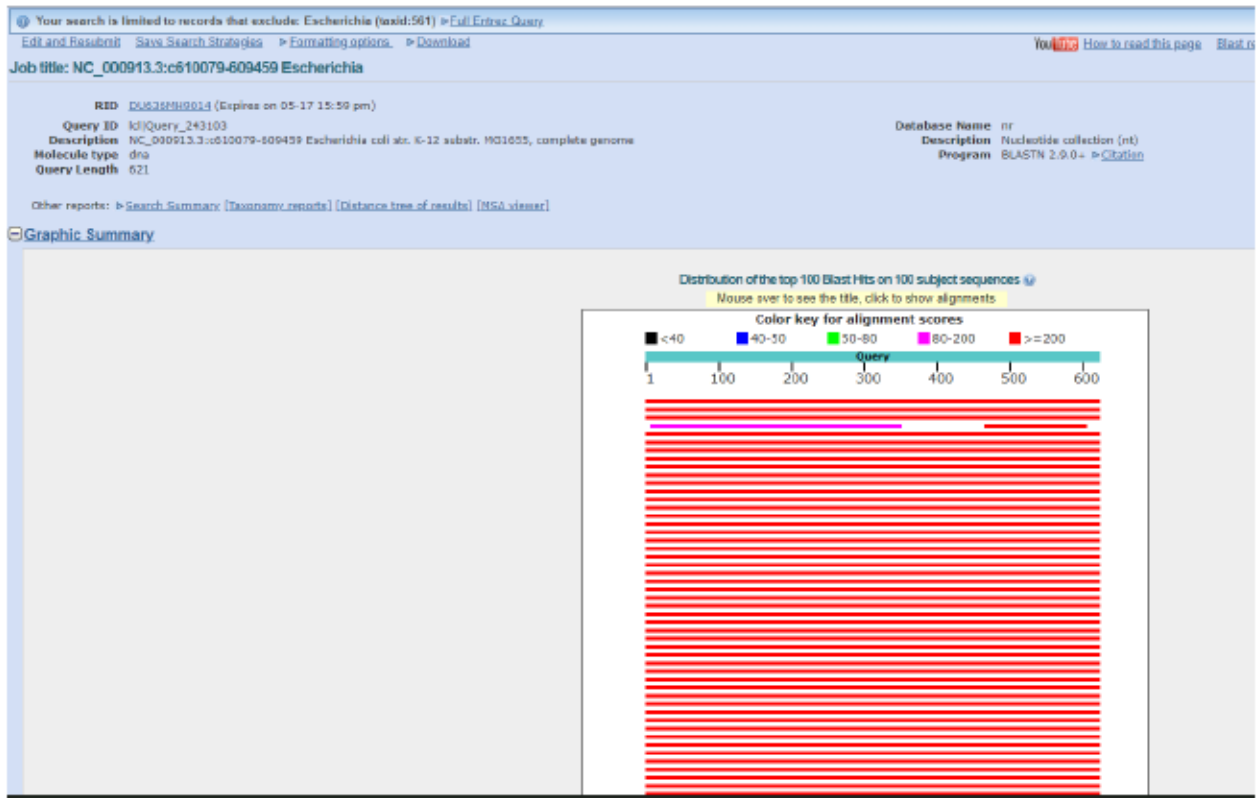 Your search is limited to records that exclude: Escherichia (taxid:561) Full Entrez Query
Edit and Resubmit Save Search Strategies Formatting options Download
You How to read this page Blast re
Job title: NC_000913.3:c610079-609459 Escherichia
RID (Expires on 05-17 15:59 pm)
Query ID lcl|Query_243103
Description NC_000913.3:c610079-609459 Escherichia coli str. K-12 substr. MG1655, complete genome
Molecule type dna
Query Length 621
Database Name nr
Description Nucleotide collection (nt)
Program BLASTN 2.9.0+ Citation
Other reports: Search Summary [Taxonomy reports] [Distance tree of results] [MSA viewer]
Graphic Summary
Distribution of the top 100 Blast Hits on 100 subject sequences
Mouse over to see the title, click to show alignments
Color key for alignment scores
<40 40-50 50-80 80-200 >=200
Query
1 100 200 300 400 500 600